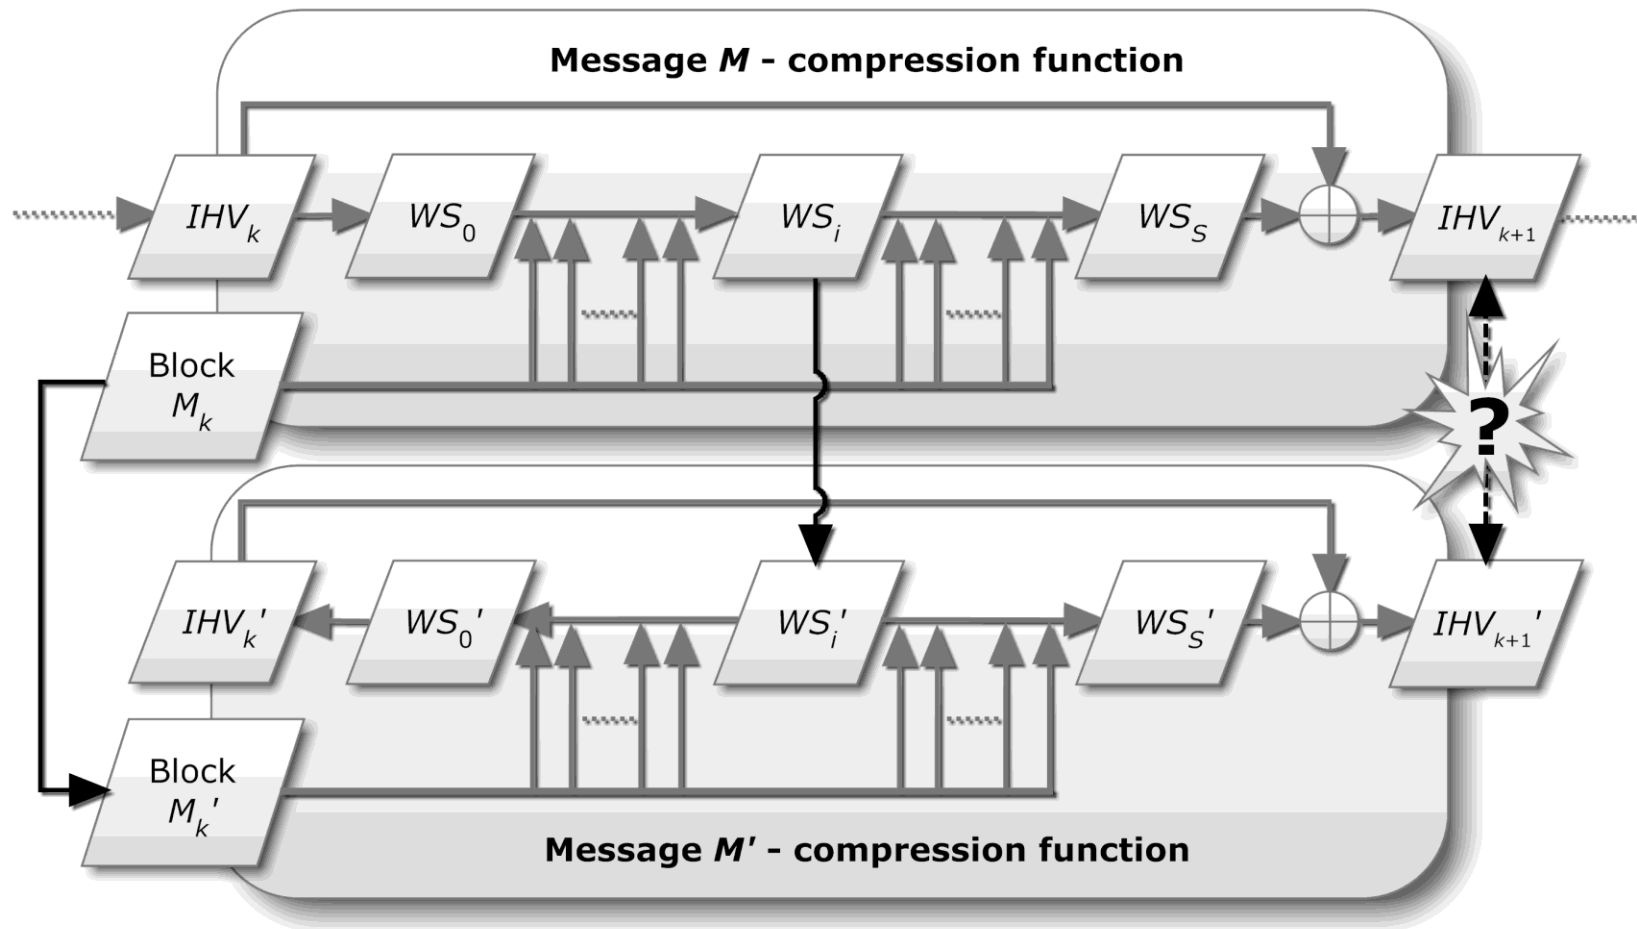 Message M - compression function
IHVk WS0 WSi WSS IHVk+1
Block
Mk
?
IHVk' WS0' WSi' WSS' IHVk+1'
Block
Mk'
Message M' - compression function